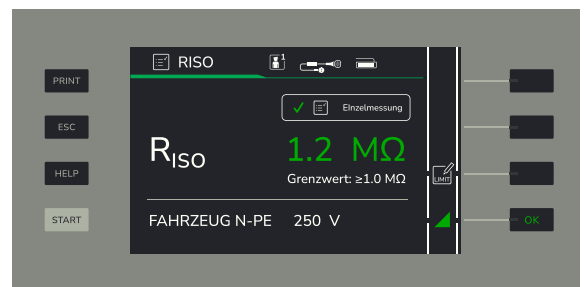 RISO
1
PRINT
Einzelmessung
ESC
RISO 1.2 MΩ
HELP
Grenzwert: ≥1.0 MΩ
LIMIT
START
FAHRZEUG N-PE 250 V
OK